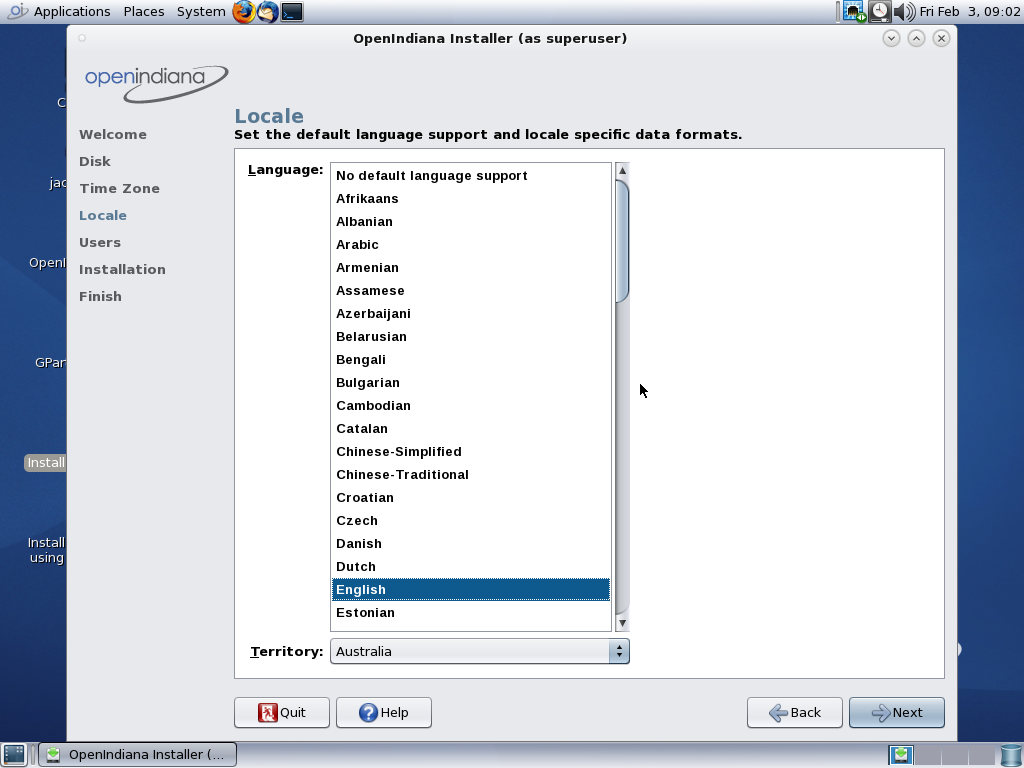 Applications Places System Fri Feb 3, 09:02
OpenIndiana Installer (as superuser)
openindiana
Locale
Set the default language support and locale specific data formats.
Welcome
Disk
Time Zone
Locale
Users
Installation
Finish
Language:
No default language support
Afrikaans
Albanian
Arabic
Armenian
Assamese
Azerbaijani
Belarusian
Bengali
Bulgarian
Cambodian
Catalan
Chinese-Simplified
Chinese-Traditional
Croatian
Czech
Danish
Dutch
English
Estonian
Territory: Australia
Quit Help Back Next
C
jac
OpenI
GPar
Install
Install
using
OpenIndiana Installer (...